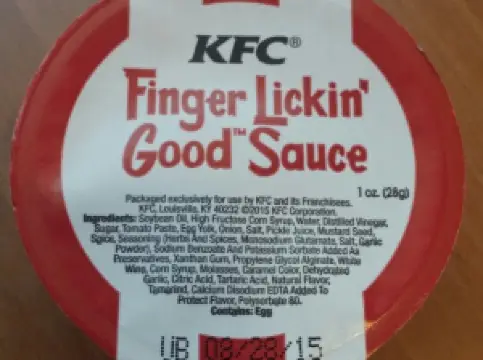 KFC®
Finger Lickin'
Good™ Sauce
1 oz. (28g)
Packaged exclusively for use by KFC and its Franchisees.
KFC, Louisville, KY 40232 ©2015 KFC Corporation.
Ingredients: Soybean Oil, High Fructose Corn Syrup, Water, Distilled Vinegar,
Sugar, Tomato Paste, Egg Yolk, Onion, Salt, Pickle Juice, Mustard Seed,
Spice, Seasoning (Herbs And Spices, Monosodium Glutamate, Salt, Garlic
Powder), Sodium Benzoate And Potassium Sorbate Added As
Preservatives, Xanthan Gum, Propylene Glycol Alginate, White
Wine, Corn Syrup, Molasses, Caramel Color, Dehydrated
Garlic, Citric Acid, Tartaric Acid, Natural Flavor,
Tamarind, Calcium Disodium EDTA Added To
Protect Flavor, Polysorbate 80.
Contains: Egg
UB 08/28/15